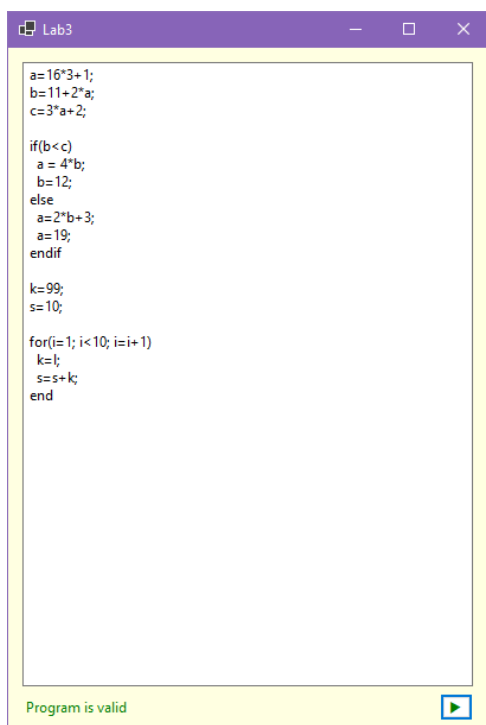 Lab3
a=16*3+1;
b=11+2*a;
c=3*a+2;
if(b<c)
  a = 4*b;
  b=12;
else
  a=2*b+3;
  a=19;
endif
k=99;
s=10;
for(i=1; i<10; i=i+1)
  k=l;
  s=s+k;
end
Program is valid